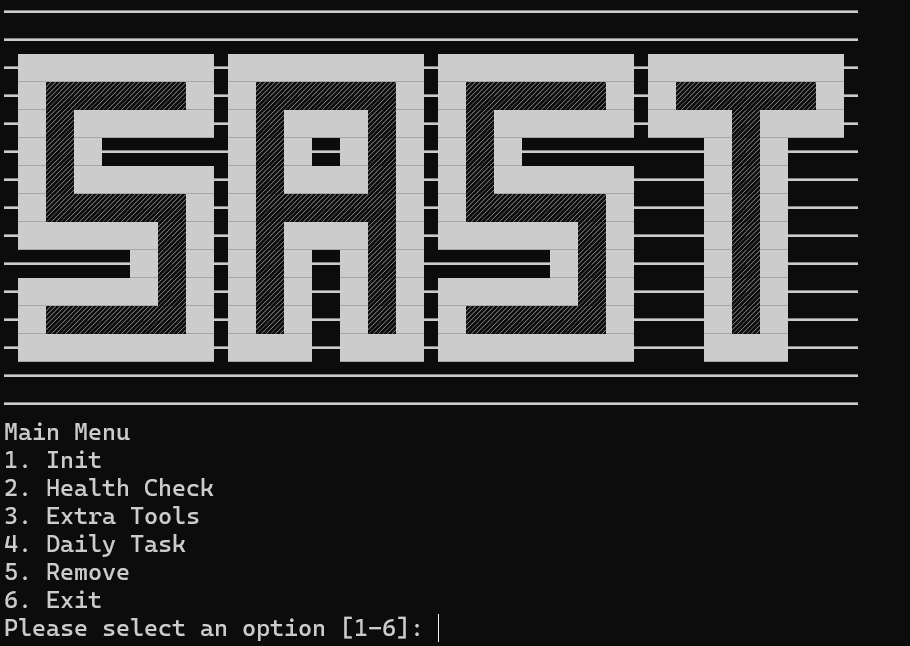 SAST
Main Menu
1. Init
2. Health Check
3. Extra Tools
4. Daily Task
5. Remove
6. Exit
Please select an option [1-6]: